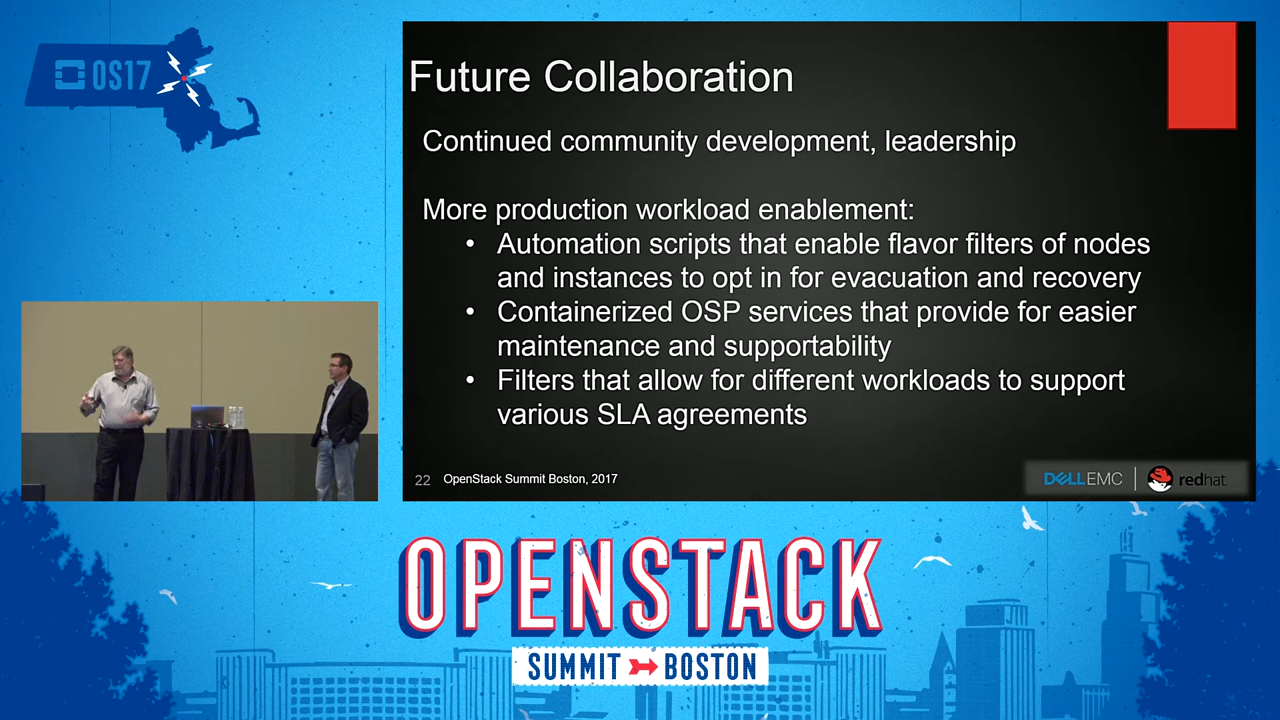 OS17
Future Collaboration
Continued community development, leadership
More production workload enablement:
• Automation scripts that enable flavor filters of nodes
and instances to opt in for evacuation and recovery
• Containerized OSP services that provide for easier
maintenance and supportability
• Filters that allow for different workloads to support
various SLA agreements
22 OpenStack Summit Boston, 2017
DELLEMC redhat.
OPENSTACK
SUMMIT BOSTON